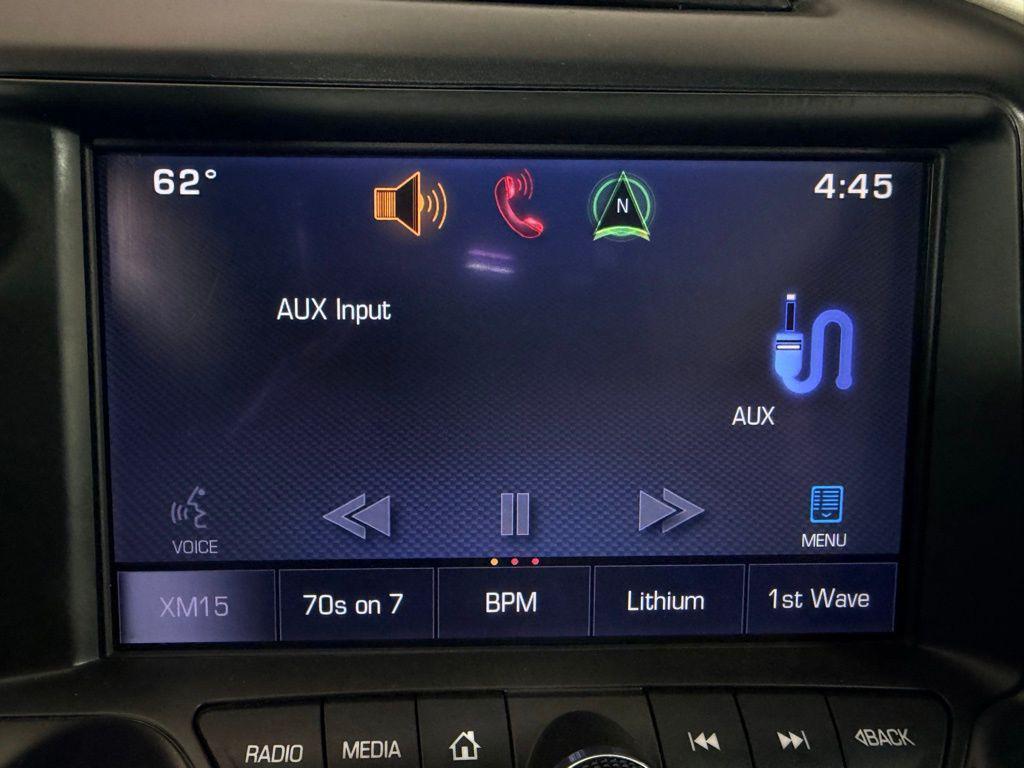 62°
N
4:45
AUX Input
AUX
VOICE
MENU
XM15
70s on 7
BPM
Lithium
1st Wave
RADIO
MEDIA
BACK